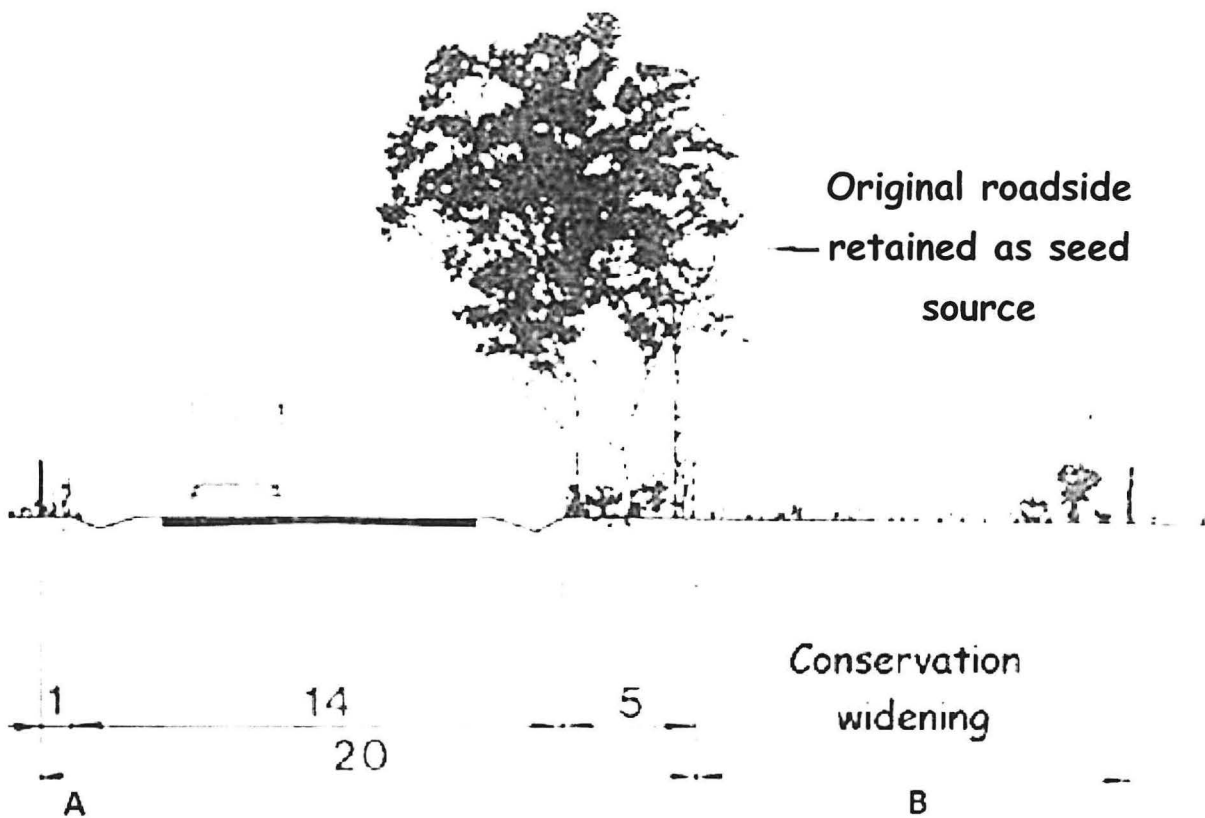 Original roadside
retained as seed
source
Conservation
widening
1
14
5
20
A
B